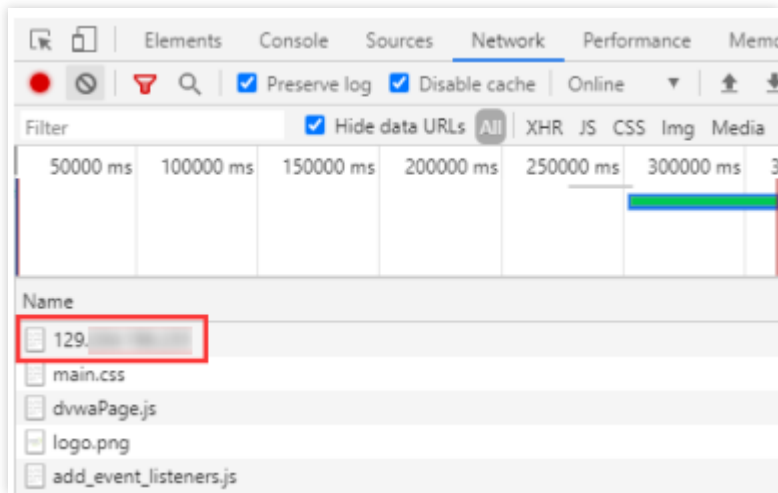 Elements Console Sources Network Performance
Preserve log Disable cache Online
Filter Hide data URLs All XHR JS CSS Img Media
50000 ms 100000 ms 150000 ms 200000 ms 250000 ms 300000 ms
Name
129.
main.css
dvwaPage.js
logo.png
add_event_listeners.js